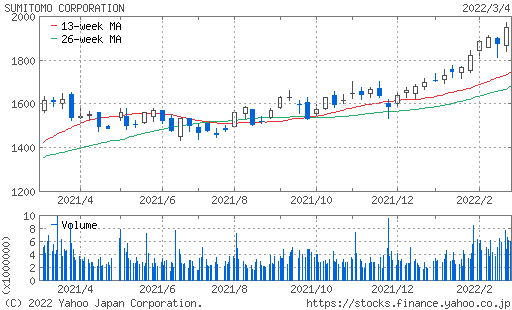 SUMITOMO CORPORATION 2022/3/4
2000
13-week MA
26-week MA
1800
1600
1400
1200
2021/4 2021/6 2021/8 2021/10 2021/12 2022/2
10
Volume
8
6
4
2
0
(x1000000)
2021/4 2021/6 2021/8 2021/10 2021/12 2022/2
(C) 2022 Yahoo Japan Corporation. https://stocks.finance.yahoo.co.jp